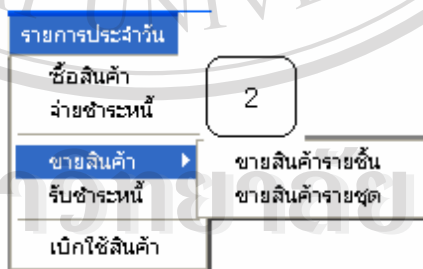 รายการประจำวัน
ซื้อสินค้า
จ่ายชำระหนี้
2
ขายสินค้า
ขายสินค้ารายชิ้น
รับชำระหนี้
ขายสินค้ารายชุด
เบิกใช้สินค้า